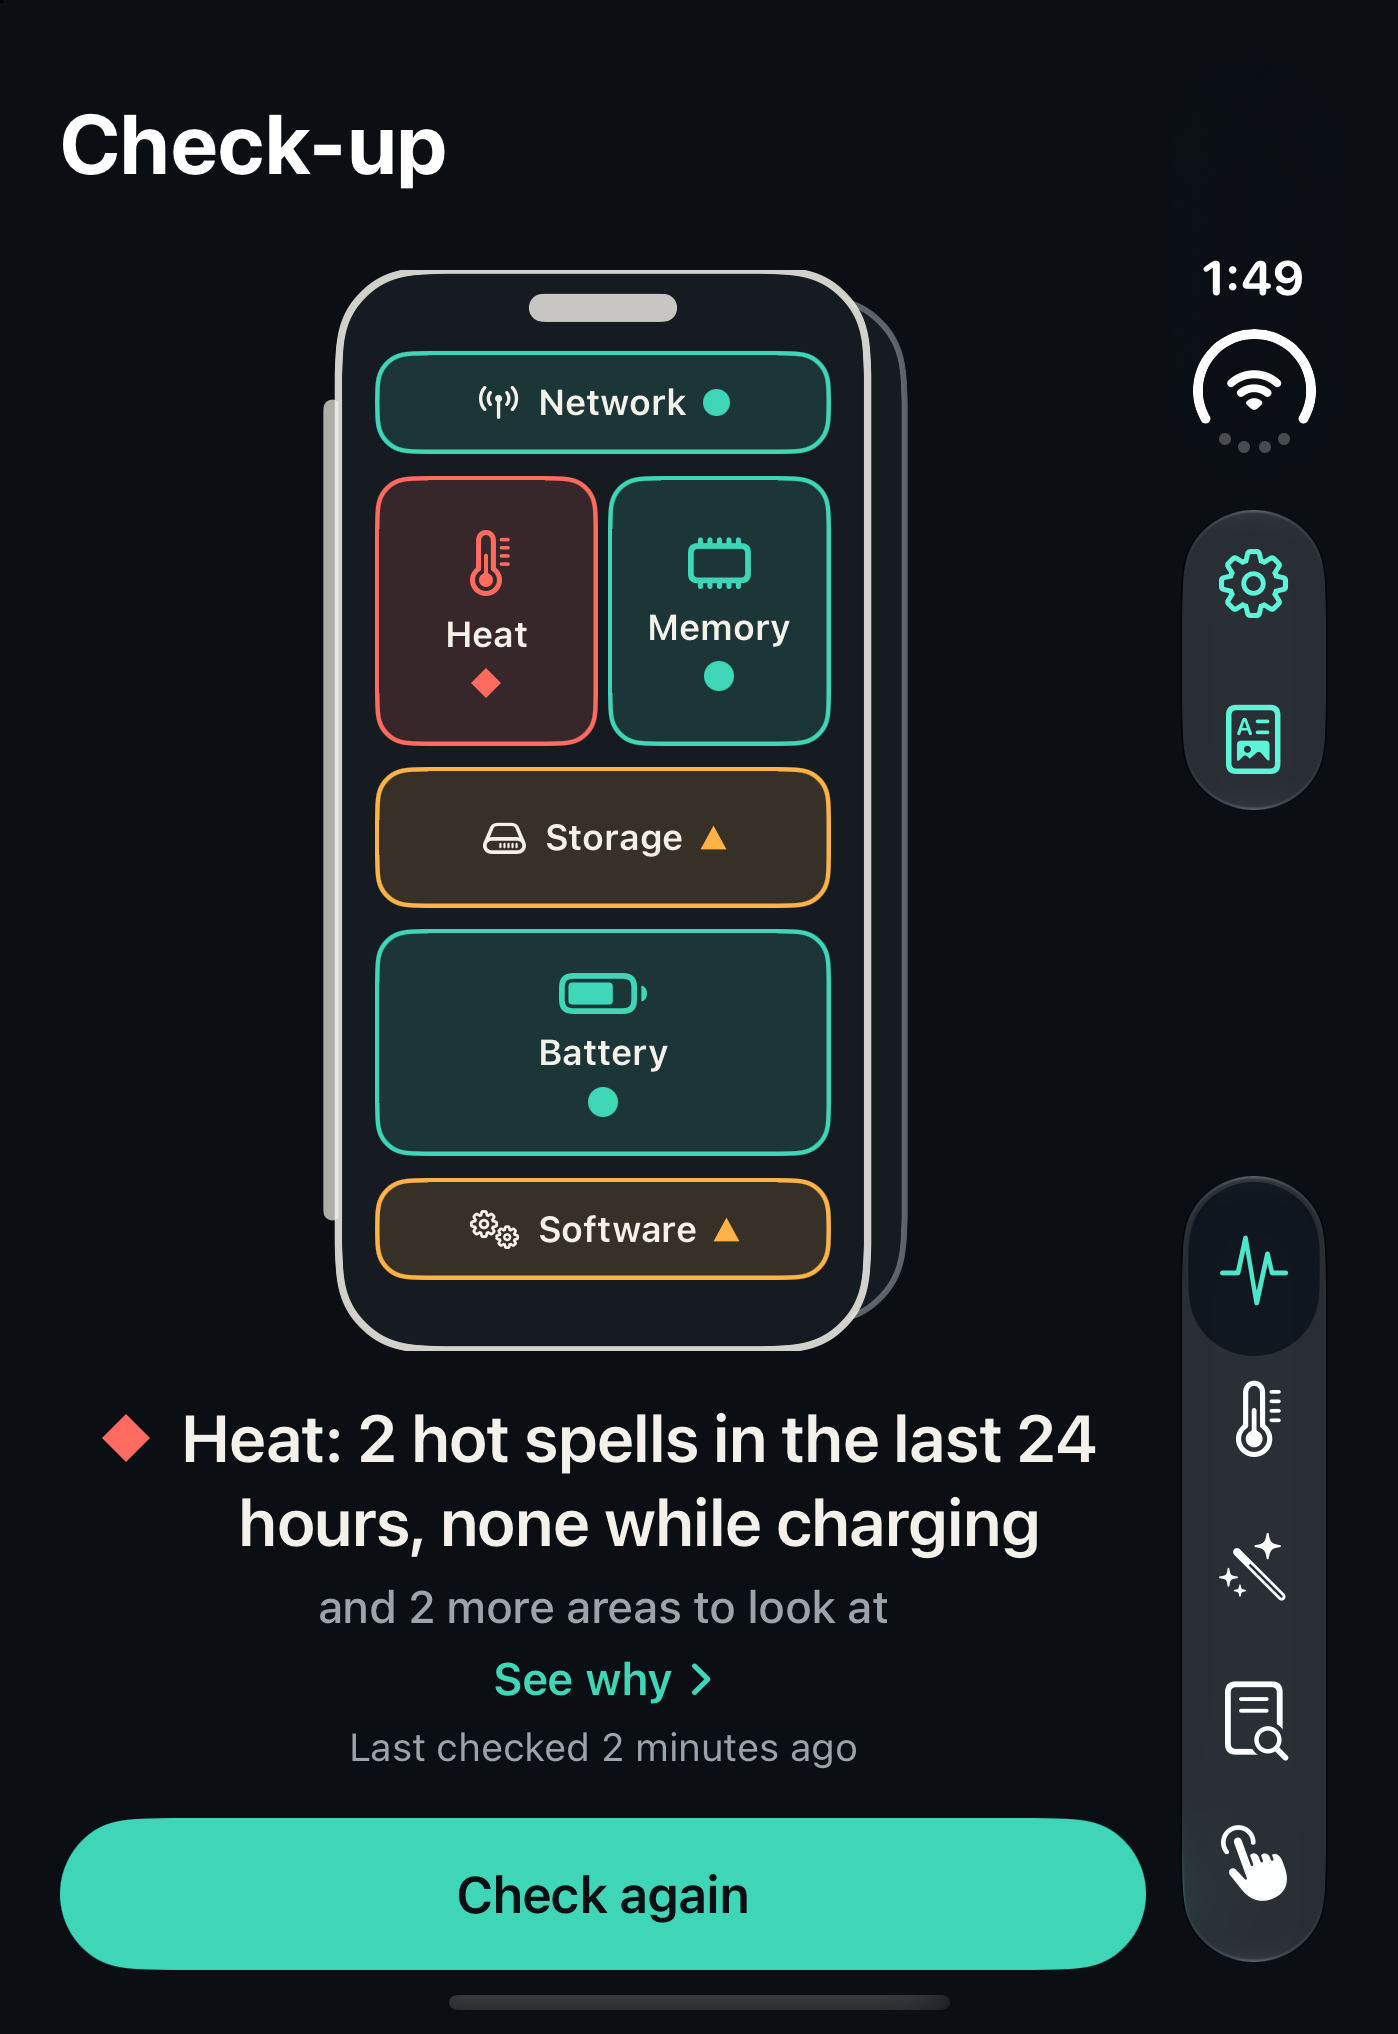 Check-up
1:49
Network
Heat
Memory
Storage
Battery
Software
Heat: 2 hot spells in the last 24
hours, none while charging
and 2 more areas to look at
See why
Last checked 2 minutes ago
Check again